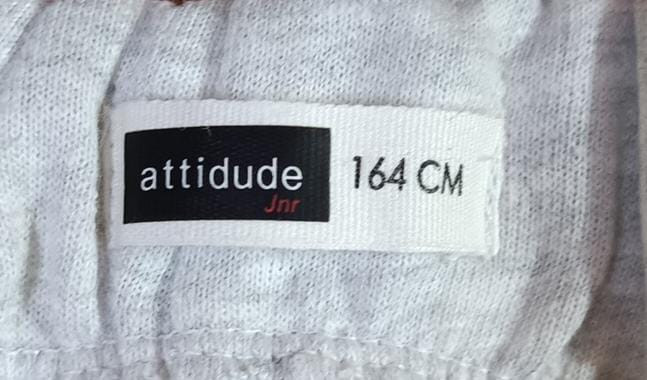 attidude
Jnr
164 CM